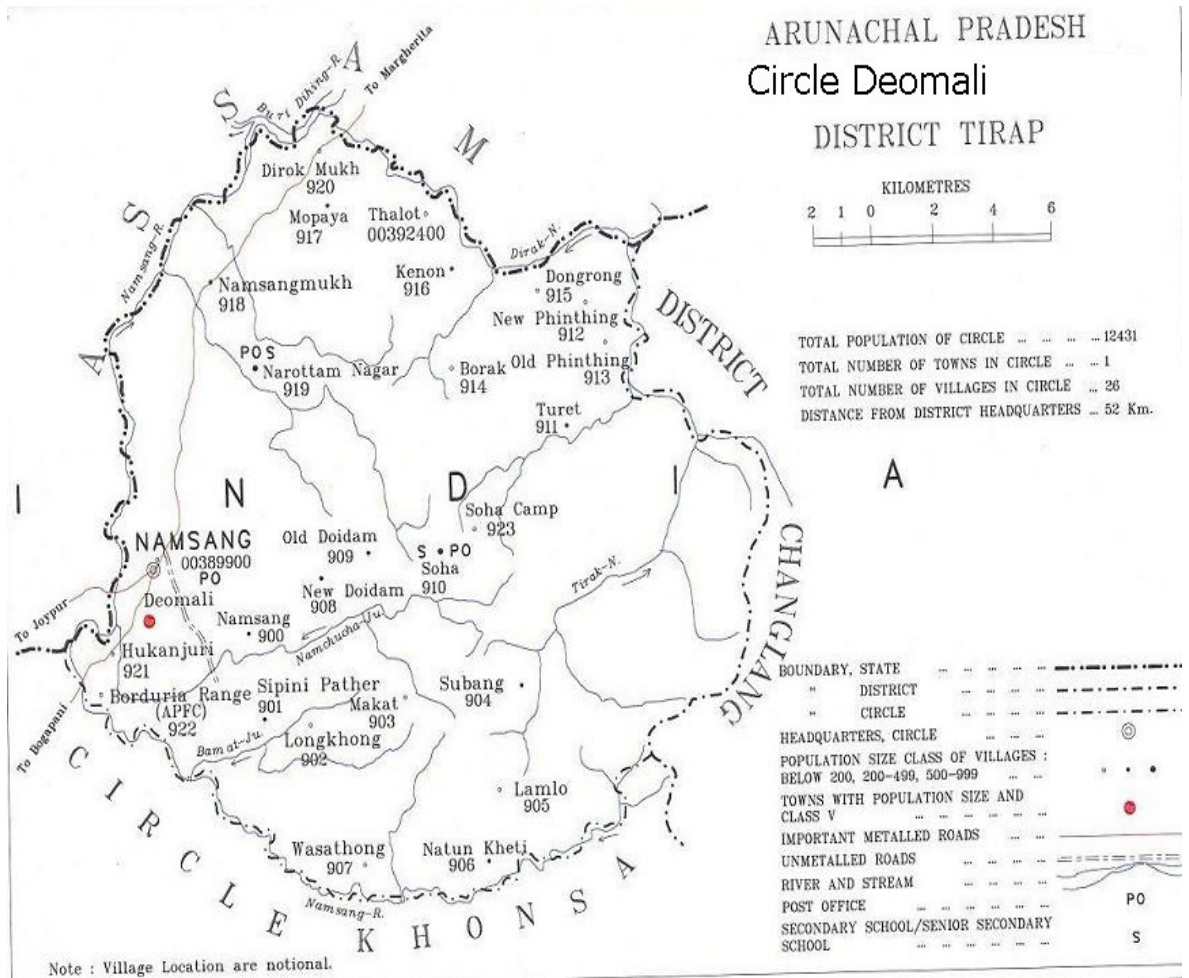 ARUNACHAL PRADESH
Circle Deomali
DISTRICT TIRAP
KILOMETRES
2 1 0 2 4 6
TOTAL POPULATION OF CIRCLE ... ... ... ... 12431
TOTAL NUMBER OF TOWNS IN CIRCLE ... ... 1
TOTAL NUMBER OF VILLAGES IN CIRCLE ... 26
DISTANCE FROM DISTRICT HEADQUARTERS ... 52 Km.
ASSAM
Buri Dihing-R.
To Margherita
Dirok Mukh
920
Mopaya
917
Thalot
00392400
Namsang-R.
Dirak-N.
Namsangmukh
918
Kenon
916
Dongrong
915
New Phinthing
912
Old Phinthing
913
POS
Narottam Nagar
919
Borak
914
Turet
911
DISTRICT CHANGLANG
INDIA
Soha Camp
923
NAMSANG
00389900
PO
Old Doidam
909
S PO
Soha
910
New Doidam
908
Tirak-N.
Deomali
To Joypur
Namsang
900
Namchucha-Ju.
Hukanjuri
921
Borduria Range
(APFC)
922
Sipini Pather
901
Makat
903
Subang
904
To Bogapani
Bamat-Ju.
Longkhong
902
Lamlo
905
Wasathong
907
Natun Kheti
906
Namsang-R.
CIRCLE KHONSA
BOUNDARY, STATE ... ... ... ... ...
" DISTRICT ... ... ... ...
" CIRCLE ... ... ... ...
HEADQUARTERS, CIRCLE ... ... ...
POPULATION SIZE CLASS OF VILLAGES :
BELOW 200, 200-499, 500-999 ... ...
TOWNS WITH POPULATION SIZE AND
CLASS V ... ... ... ... ... ...
IMPORTANT METALLED ROADS ... ...
UNMETALLED ROADS ... ... ... ...
RIVER AND STREAM ... ... ... ...
POST OFFICE ... ... ... ... ... ... PO
SECONDARY SCHOOL/SENIOR SECONDARY
SCHOOL ... ... ... ... ... ... S
Note : Village Location are notional.